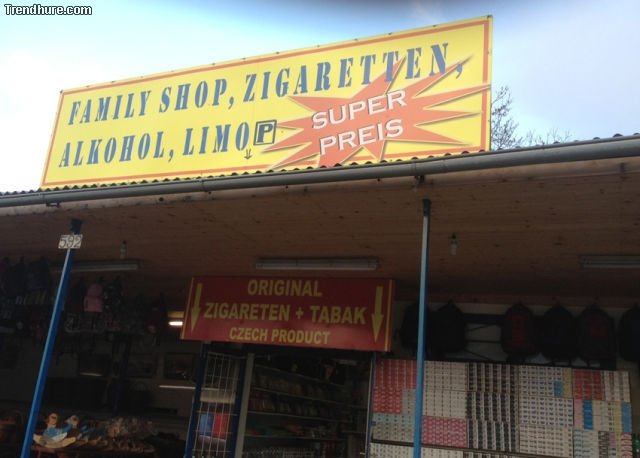 Trendhure.com
FAMILY SHOP, ZIGARETTEN,
ALKOHOL, LIMO P
SUPER
PREIS
592
ORIGINAL
ZIGARETEN + TABAK
CZECH PRODUCT